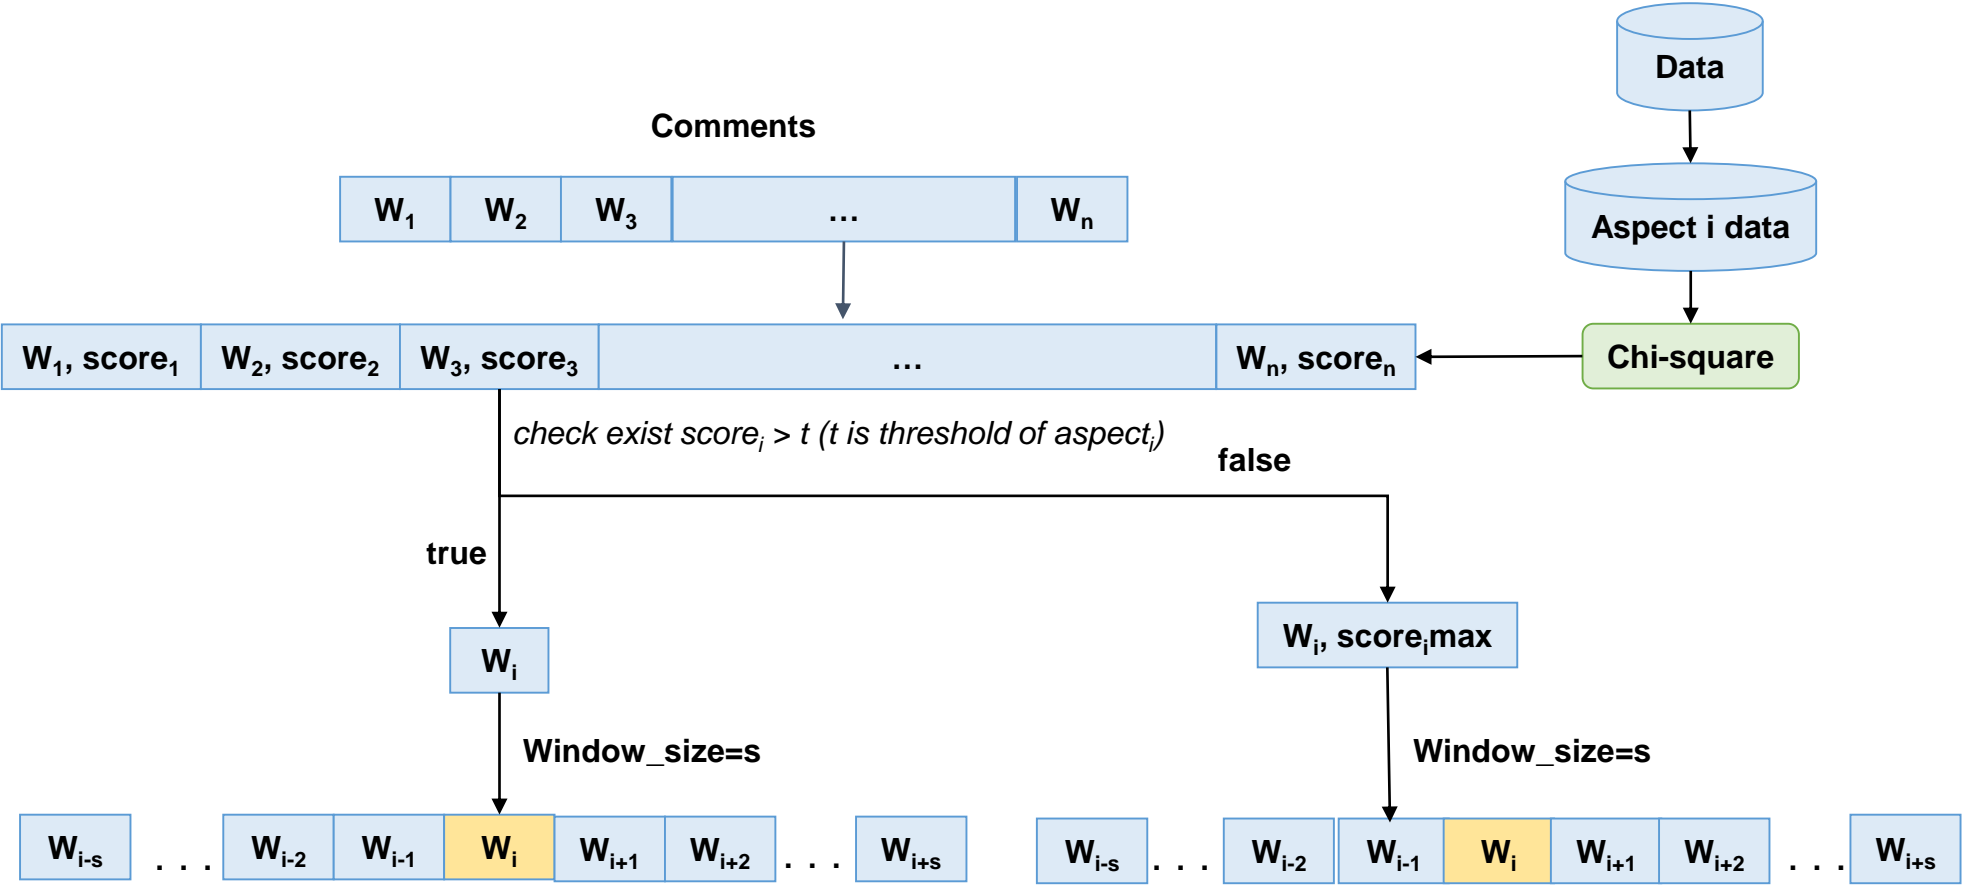 Data
Comments
W1 W2 W3 ... Wn
Aspect i data
W1, score1 W2, score2 W3, score3 ... Wn, scoren
Chi-square
check exist scorei > t (t is threshold of aspecti)
false
true
Wi
Wi, scoreimax
Window_size=s
Window_size=s
Wi-s . . . Wi-2 Wi-1 Wi Wi+1 Wi+2 . . . Wi+s
Wi-s . . . Wi-2 Wi-1 Wi Wi+1 Wi+2 . . . Wi+s